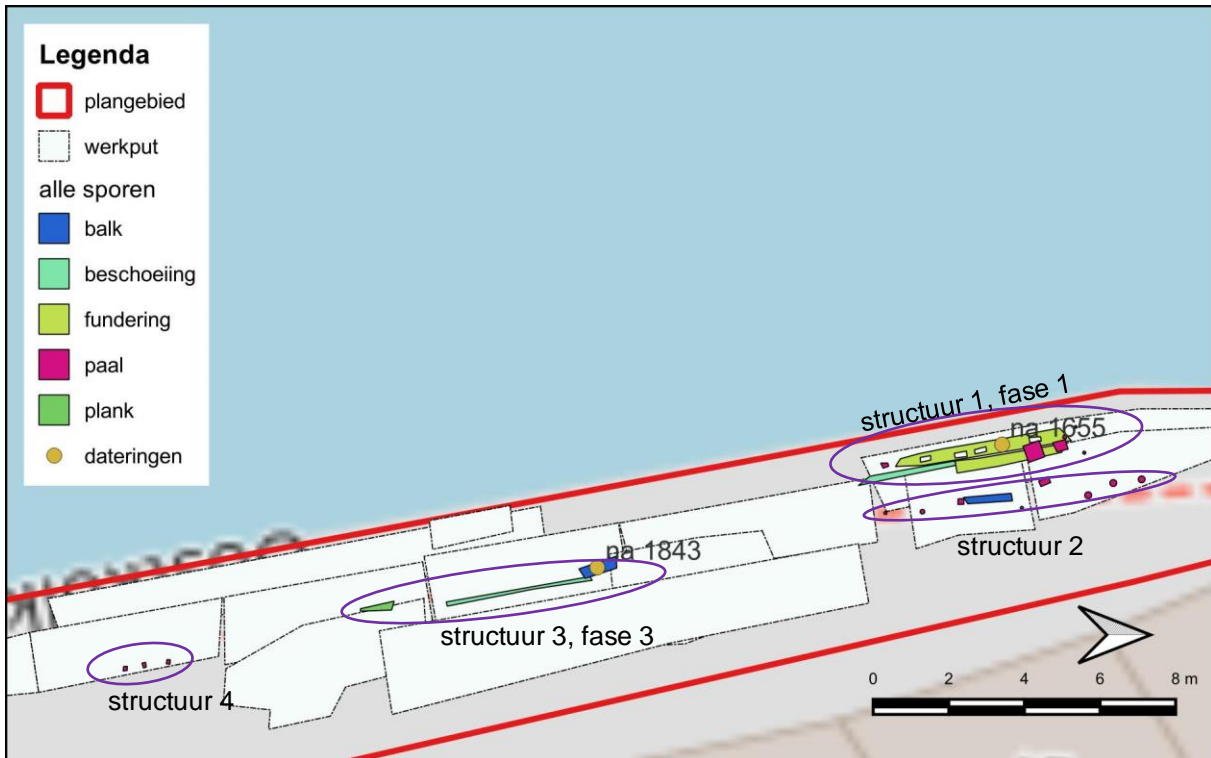 Legenda
plangebied
werkput
alle sporen
balk
beschoeiing
fundering
paal
plank
dateringen
structuur 1, fase 1
na 1655
structuur 2
na 1843
structuur 3, fase 3
structuur 4
0 2 4 6 8 m